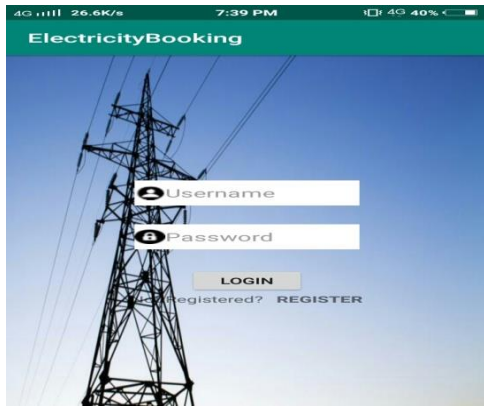 4G 26.6K/s 7:39 PM 4G 40%
ElectricityBooking
Username
Password
LOGIN
Registered? REGISTER